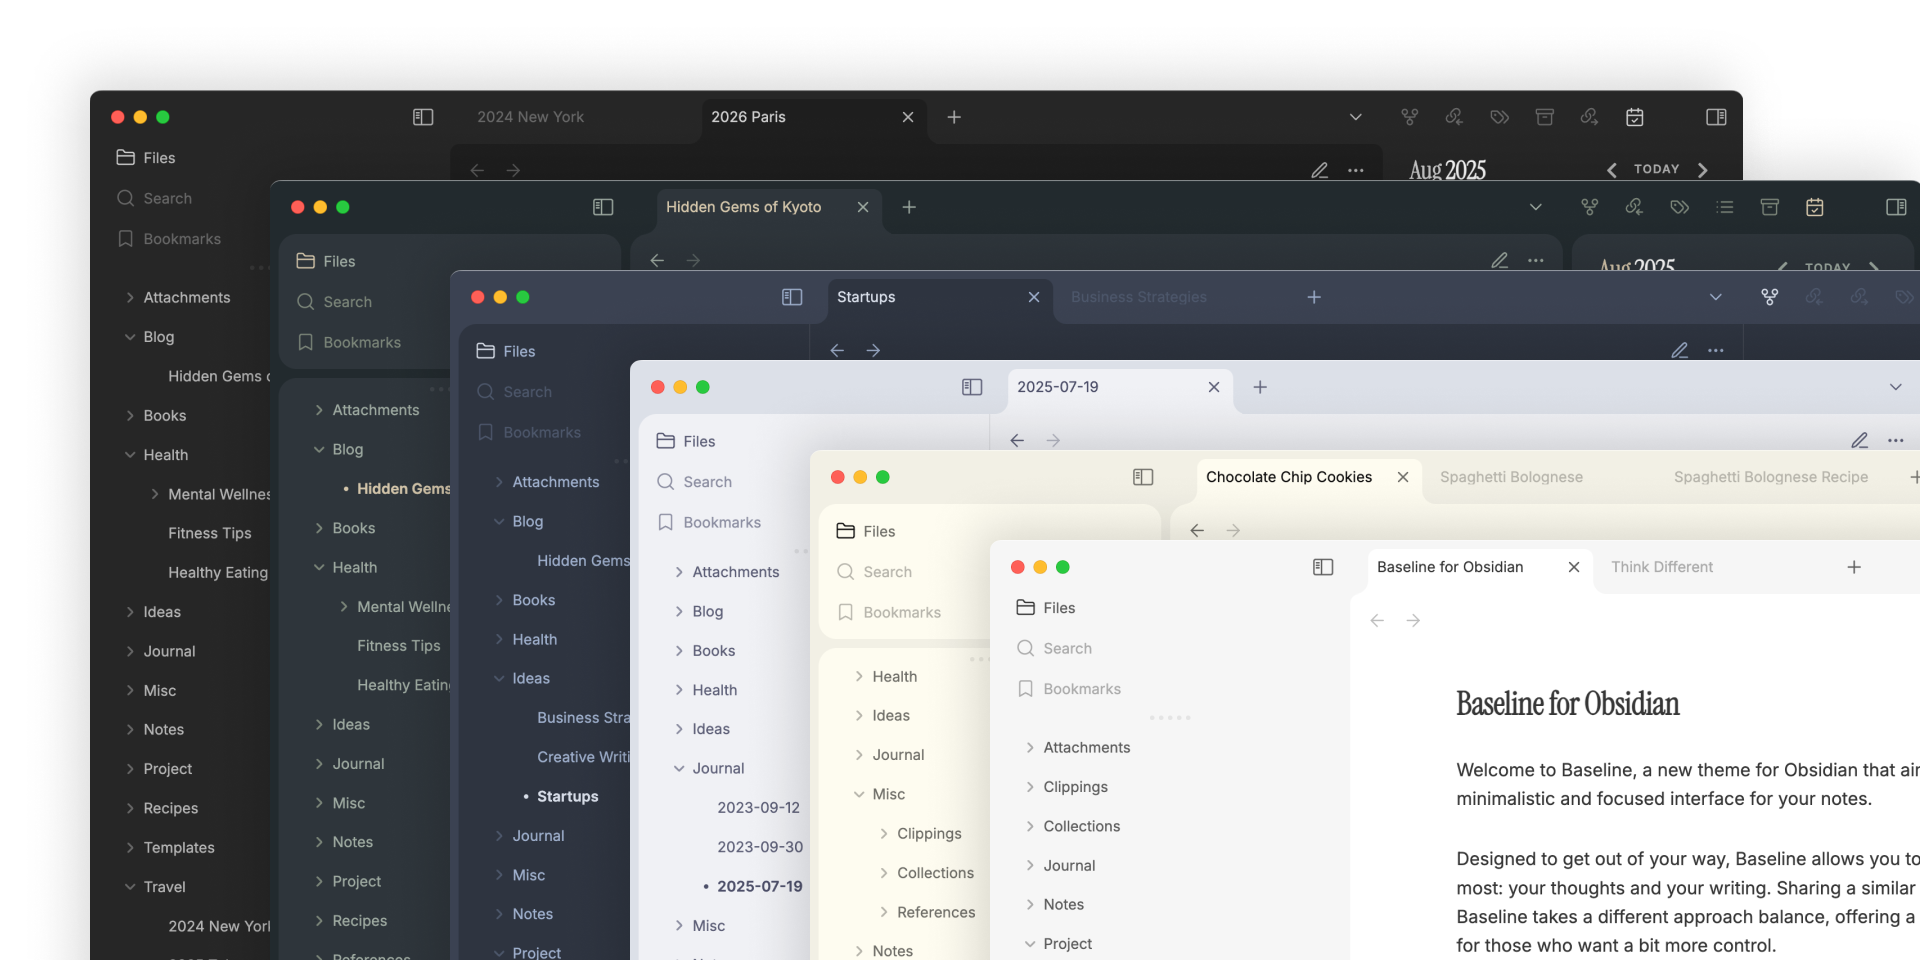 2024 New York
2026 Paris
Files
Search
Bookmarks
Attachments
Blog
Hidden Gems
Books
Health
Mental Wellnes
Fitness Tips
Healthy Eating
Ideas
Journal
Misc
Notes
Project
Recipes
Templates
Travel
2024 New York
Aug 2025
TODAY
Hidden Gems of Kyoto
Files
Search
Bookmarks
Attachments
Blog
Hidden Gems
Books
Health
Mental Wellne
Fitness Tips
Healthy Eating
Ideas
Journal
Misc
Notes
Project
Recipes
References
Aug 2025
TODAY
Startups
Business Strategies
Files
Search
Bookmarks
Attachments
Blog
Hidden Gems
Books
Health
Ideas
Business Stra
Creative Writi
Startups
Journal
Misc
Notes
Project
2025-07-19
Files
Search
Bookmarks
Attachments
Blog
Books
Health
Ideas
Journal
2023-09-12
2023-09-30
2025-07-19
Misc
Chocolate Chip Cookies
Spaghetti Bolognese
Spaghetti Bolognese Recipe
Files
Search
Bookmarks
Health
Ideas
Journal
Misc
Clippings
Collections
References
Notes
Baseline for Obsidian
Think Different
Files
Search
Bookmarks
Attachments
Clippings
Collections
Journal
Notes
Project
Baseline for Obsidian
Welcome to Baseline, a new theme for Obsidian that ai
minimalistic and focused interface for your notes.
Designed to get out of your way, Baseline allows you to
most: your thoughts and your writing. Sharing a similar
Baseline takes a different approach balance, offering a
for those who want a bit more control.